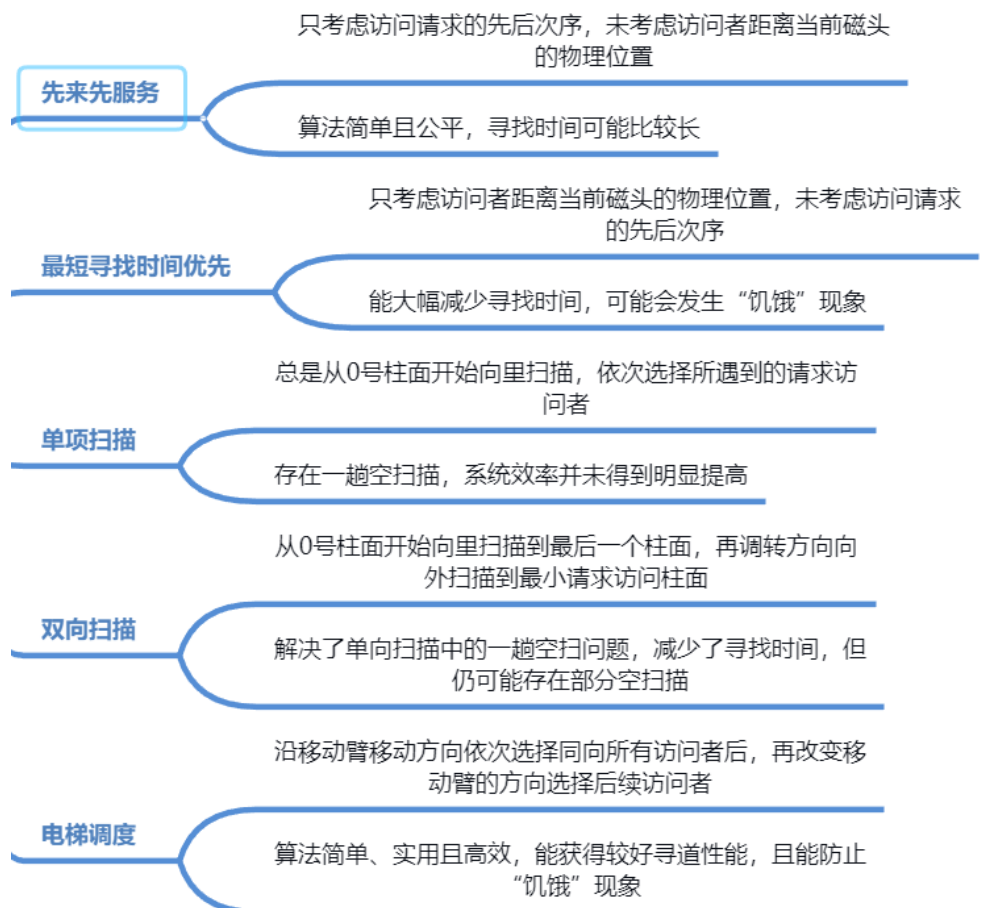 只考虑访问请求的先后次序，未考虑访问者距离当前磁头
的物理位置
先来先服务
算法简单且公平，寻找时间可能比较长
只考虑访问者距离当前磁头的物理位置，未考虑访问请求
的先后次序
最短寻找时间优先
能大幅减少寻找时间，可能会发生“饥饿”现象
总是从0号柱面开始向里扫描，依次选择所遇到的请求访
问者
单项扫描
存在一趟空扫描，系统效率并未得到明显提高
从0号柱面开始向里扫描到最后一个柱面，再调转方向向
外扫描到最小请求访问柱面
双向扫描
解决了单向扫描中的一趟空扫问题，减少了寻找时间，但
仍可能存在部分空扫描
沿移动臂移动方向依次选择同向所有访问者后，再改变移
动臂的方向选择后续访问者
电梯调度
算法简单、实用且高效，能获得较好寻道性能，且能防止
“饥饿”现象